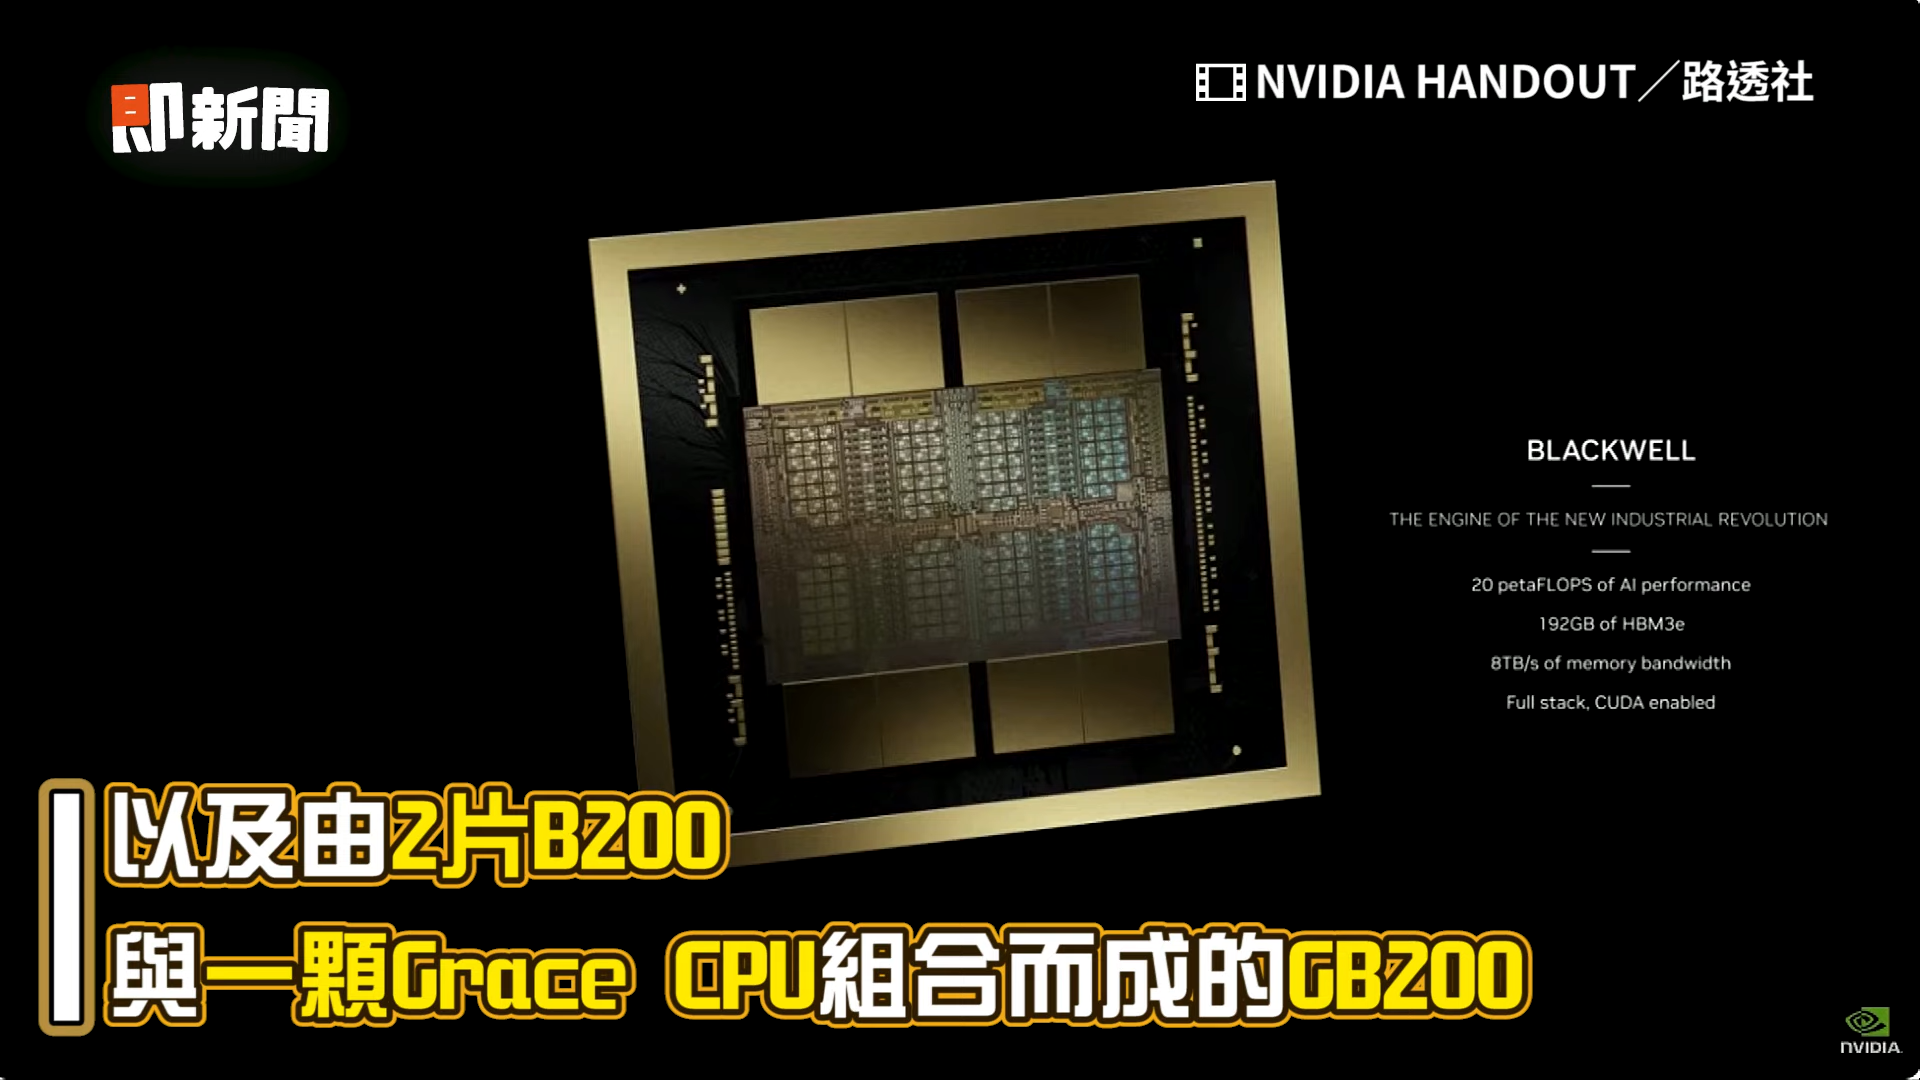 即新聞
NVIDIA HANDOUT／路透社
BLACKWELL
THE ENGINE OF THE NEW INDUSTRIAL REVOLUTION
20 petaFLOPS of AI performance
192GB of HBM3e
8TB/s of memory bandwidth
Full stack, CUDA enabled
以及由2片B200
與一顆Grace CPU組合而成的GB200
NVIDIA.